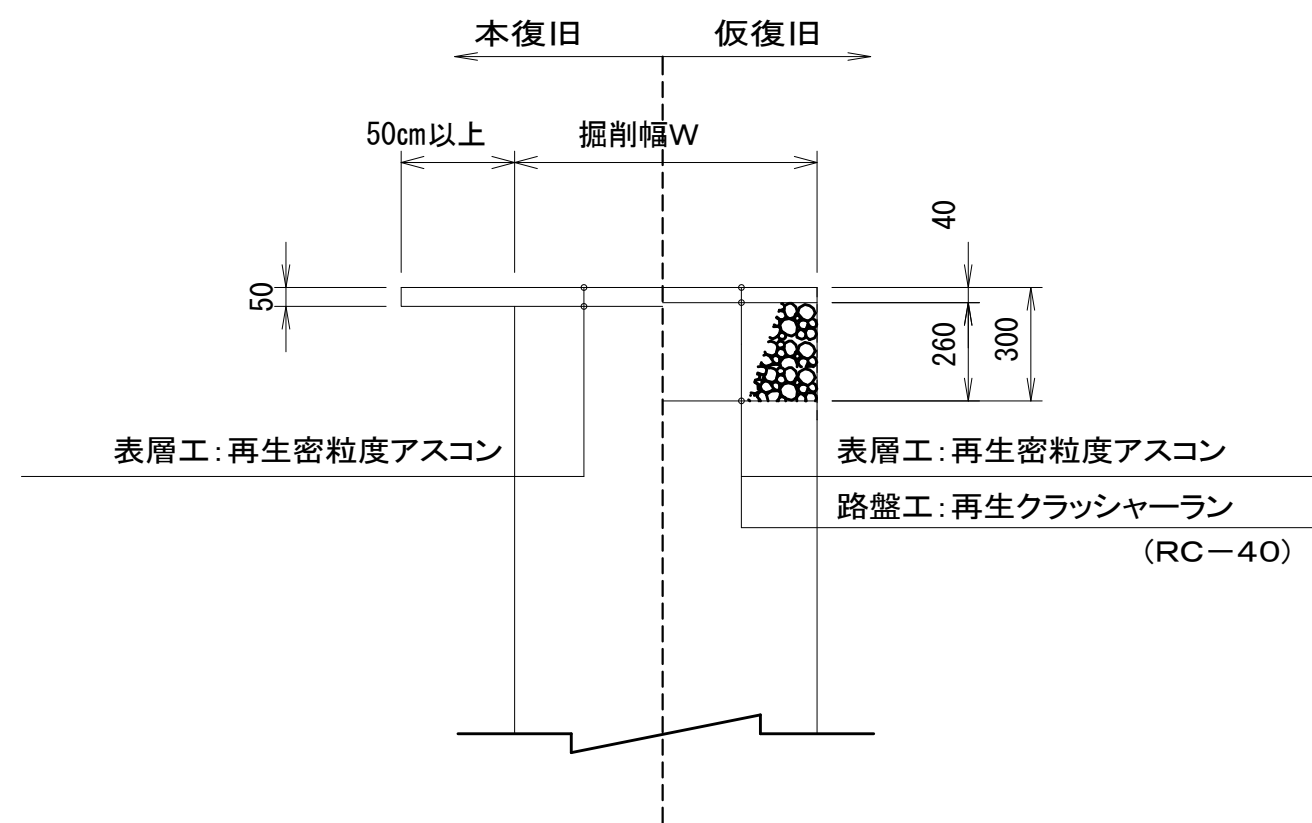 本復旧
仮復旧
50cm以上
掘削幅W
40
50
260
300
表層工:再生密粒度アスコン
表層工:再生密粒度アスコン
路盤工:再生クラッシャーラン
(RC-40)